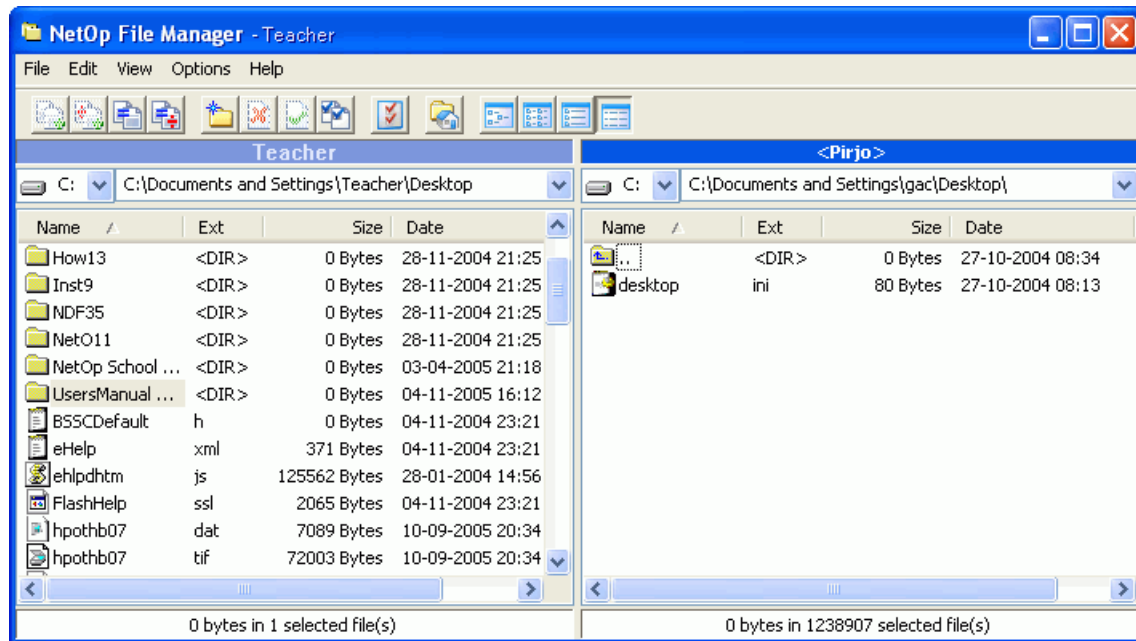 NetOp File Manager - Teacher
File Edit View Options Help
Teacher
C: C:\Documents and Settings\Teacher\Desktop
Name Ext Size Date
How13 <DIR> 0 Bytes 28-11-2004 21:25
Inst9 <DIR> 0 Bytes 28-11-2004 21:25
NDF35 <DIR> 0 Bytes 28-11-2004 21:25
NetO11 <DIR> 0 Bytes 28-11-2004 21:25
NetOp School ... <DIR> 0 Bytes 03-04-2005 21:18
UsersManual ... <DIR> 0 Bytes 04-11-2005 16:12
BSSCDefault h 0 Bytes 04-11-2004 23:21
eHelp xml 371 Bytes 04-11-2004 23:21
ehlpdhtm js 125562 Bytes 28-01-2004 14:56
FlashHelp ssl 2065 Bytes 04-11-2004 23:21
hpothb07 dat 7089 Bytes 10-09-2005 20:34
hpothb07 tif 72003 Bytes 10-09-2005 20:34
0 bytes in 1 selected file(s)
<Pirjo>
C: C:\Documents and Settings\gac\Desktop\
Name Ext Size Date
.. <DIR> 0 Bytes 27-10-2004 08:34
desktop ini 80 Bytes 27-10-2004 08:13
0 bytes in 1238907 selected file(s)